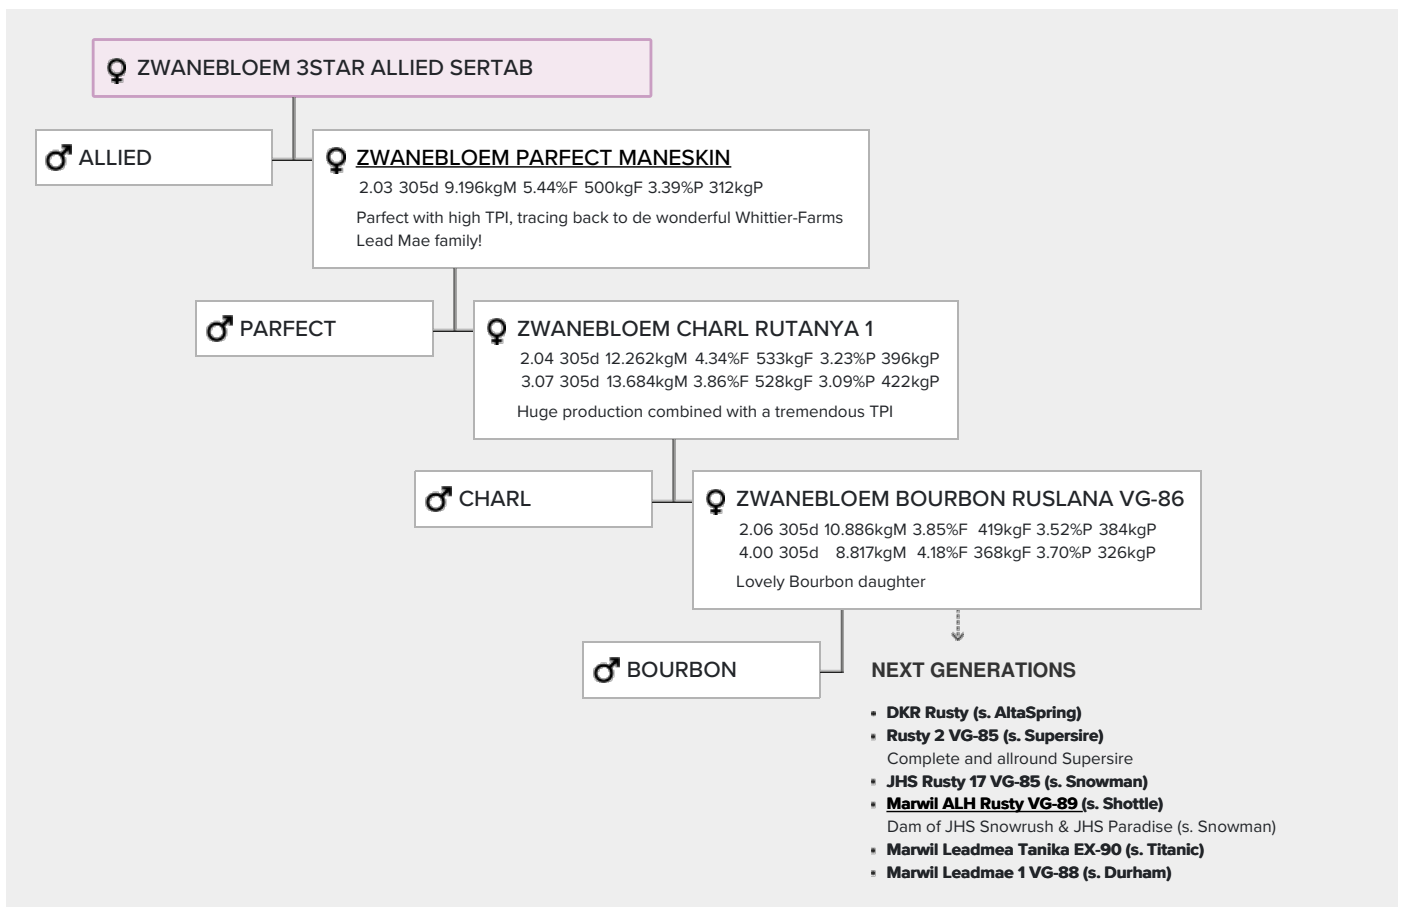 ZWANEBLOEM 3STAR ALLIED SERTAB
ALLIED
ZWANEBLOEM PARFECT MANESKIN
2.03 305d 9.196kgM 5.44%F 500kgF 3.39%P 312kgP
Parfect with high TPI, tracing back to de wonderful Whittier-Farms
Lead Mae family!
PARFECT
ZWANEBLOEM CHARL RUTANYA 1
2.04 305d 12.262kgM 4.34%F 533kgF 3.23%P 396kgP
3.07 305d 13.684kgM 3.86%F 528kgF 3.09%P 422kgP
Huge production combined with a tremendous TPI
CHARL
ZWANEBLOEM BOURBON RUSLANA VG-86
2.06 305d 10.886kgM 3.85%F 419kgF 3.52%P 384kgP
4.00 305d 8.817kgM 4.18%F 368kgF 3.70%P 326kgP
Lovely Bourbon daughter
BOURBON
NEXT GENERATIONS
DKR Rusty (s. AltaSpring)
Rusty 2 VG-85 (s. Supersire)
Complete and allround Supersire
JHS Rusty 17 VG-85 (s. Snowman)
Marwil ALH Rusty VG-89 (s. Shottle)
Dam of JHS Snowrush & JHS Paradise (s. Snowman)
Marwil Leadmea Tanika EX-90 (s. Titanic)
Marwil Leadmae 1 VG-88 (s. Durham)